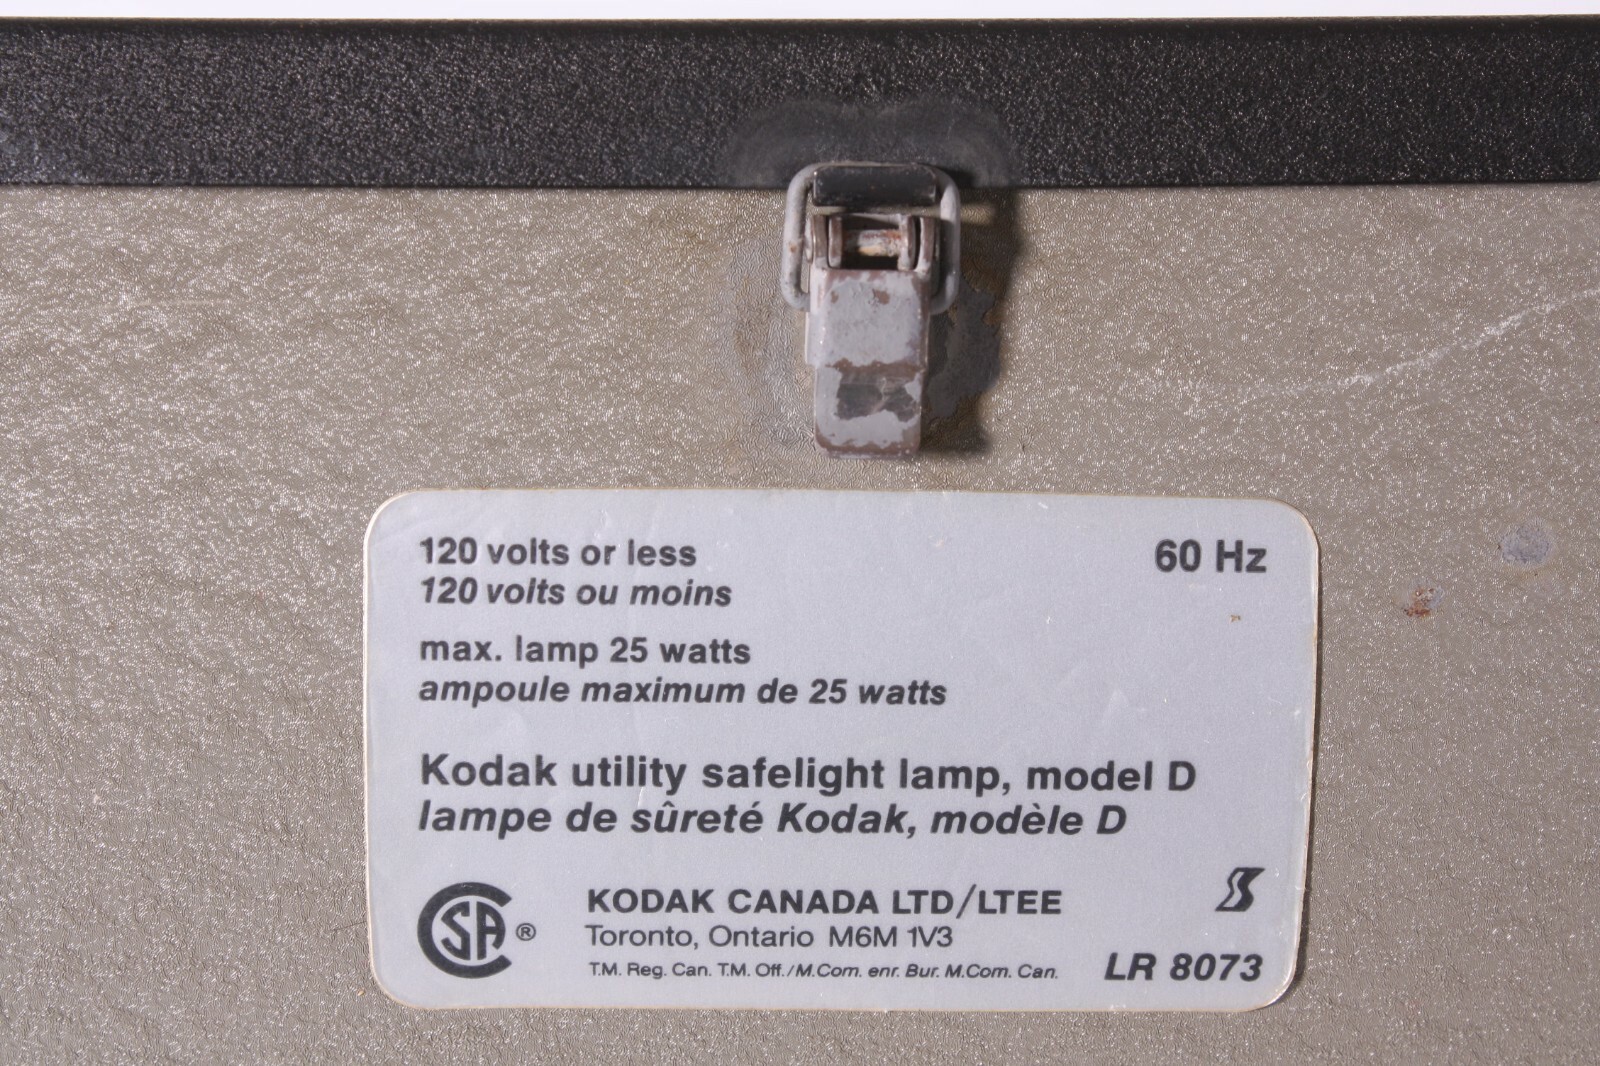 120 volts or less
60 Hz
120 volts ou moins
max. lamp 25 watts
ampoule maximum de 25 watts
Kodak utility safelight lamp, model D
lampe de sûreté Kodak, modèle D
CSA®
KODAK CANADA LTD/LTEE
Toronto, Ontario M6M 1V3
T.M. Reg. Can. T.M. Off./M.Com. enr. Bur. M.Com. Can.
LR 8073